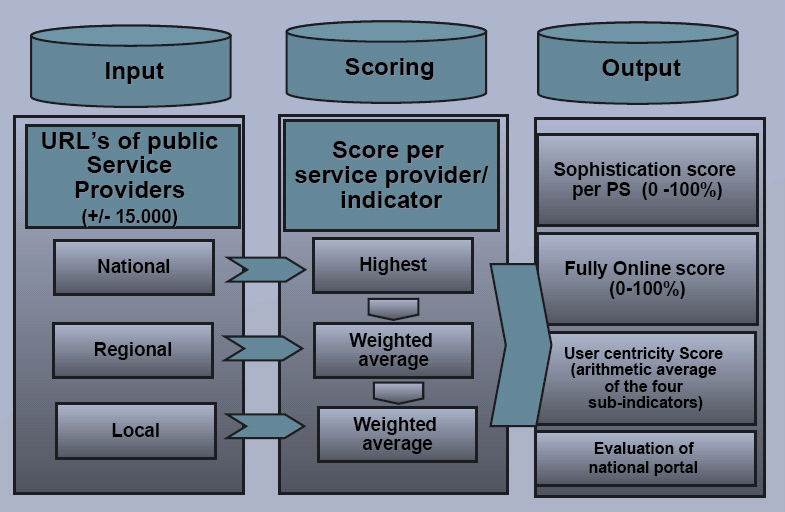 Input
Scoring
Output
URL's of public
Service
Providers
(+/- 15.000)
National
Regional
Local
Score per
service provider/
indicator
Highest
Weighted
average
Weighted
average
Sophistication score
per PS (0 -100%)
Fully Online score
(0-100%)
User centricity Score
(arithmetic average
of the four
sub-indicators)
Evaluation of
national portal